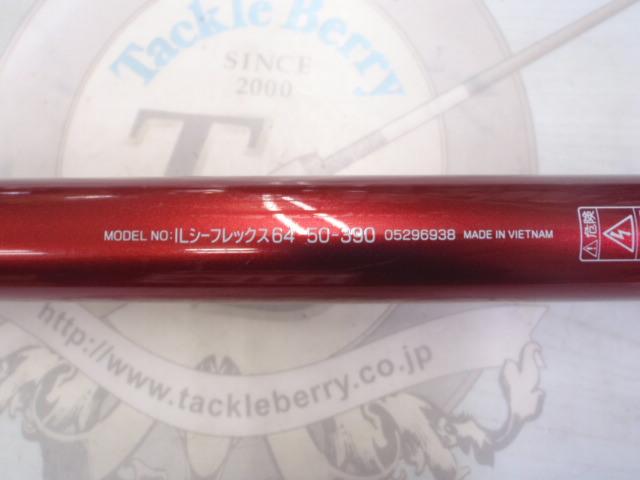 Tackle Berry
SINCE
2000
T
MODEL NO:ILシーフレックス64 50-390 05296938 MADE IN VIETNAM
危険
http://www.tackleberry.co.jp